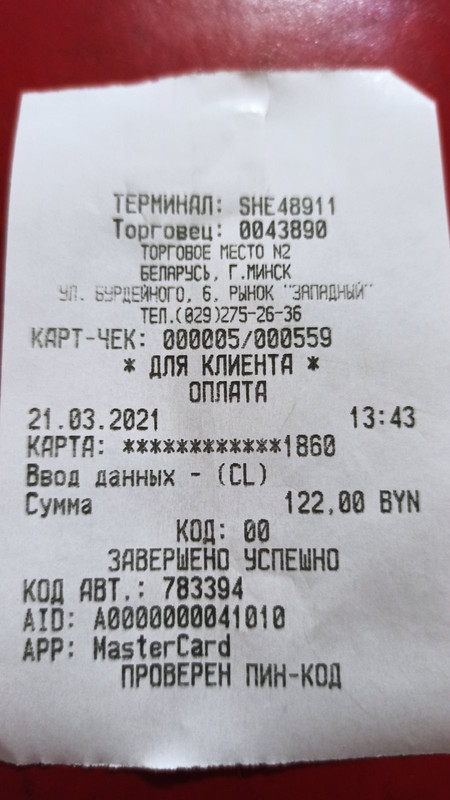 ТЕРМИНАЛ: SHE48911
Торговец: 0043890
ТОРГОВОЕ МЕСТО N2
БЕЛАРУСЬ, Г.МИНСК
УЛ. БУРДЕЙНОГО, 6, РЫНОК "ЗАПАДНЫЙ"
ТЕЛ.(029)275-26-36
КАРТ-ЧЕК: 000005/000559
* ДЛЯ КЛИЕНТА *
ОПЛАТА
21.03.2021 13:43
КАРТА: ************1860
Ввод данных - (CL)
Сумма 122,00 BYN
КОД: 00
ЗАВЕРШЕНО УСПЕШНО
КОД АВТ.: 783394
AID: A0000000041010
APP: MasterCard
ПРОВЕРЕН ПИН-КОД